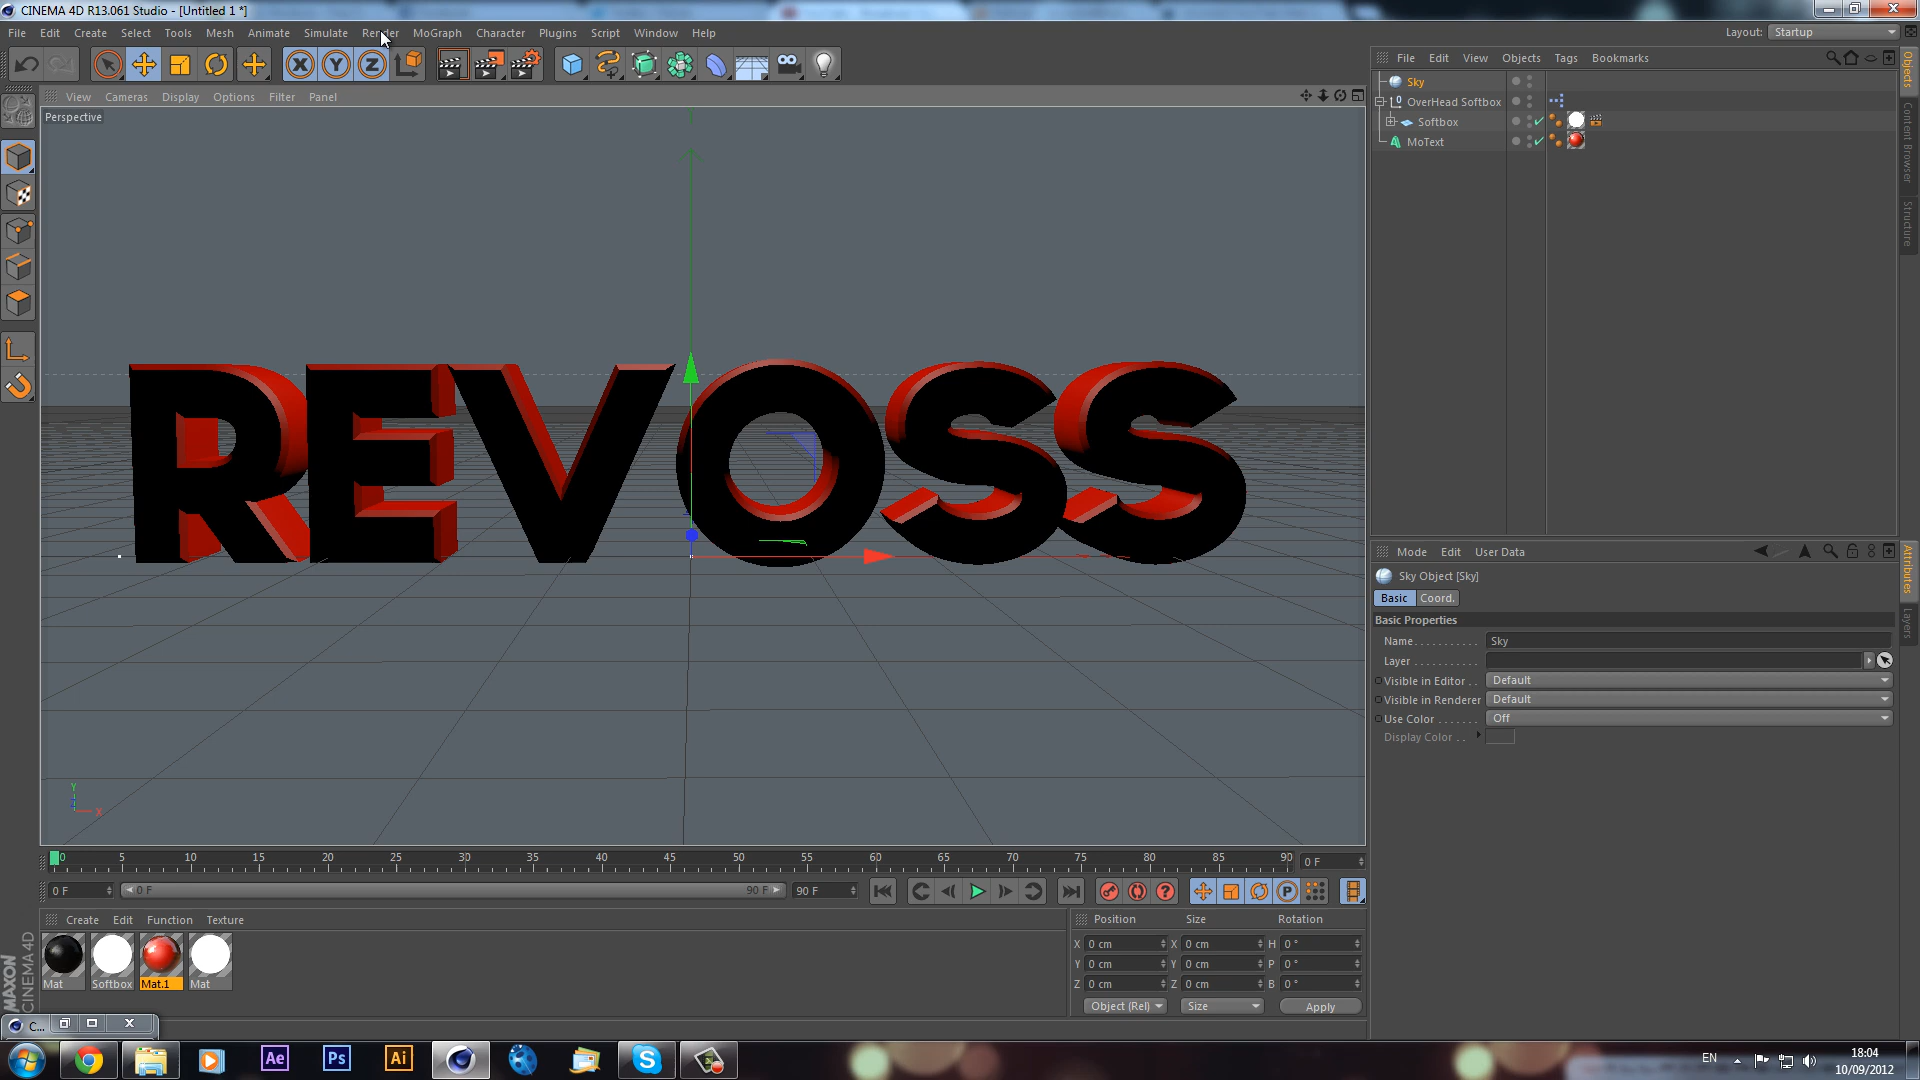 CINEMA 4D R13.061 Studio - [Untitled 1 *]
File Edit Create Select Tools Mesh Animate Simulate Render MoGraph Character Plugins Script Window Help
Layout: Startup
File Edit View Objects Tags Bookmarks
View Cameras Display Options Filter Panel
Perspective
Sky
OverHead Softbox
Softbox
MoText
Objects
Content Browser
Structure
REVOSS
Y
X
Mode Edit User Data
Sky Object [Sky]
Basic Coord.
Basic Properties
Name Sky
Layer
Visible in Editor Default
Visible in Renderer Default
Use Color Off
Display Color
Attributes
Layers
0 5 10 15 20 25 30 35 40 45 50 55 60 65 70 75 80 85 90 0 F
0 F 0 F 90 F 90 F
Create Edit Function Texture
Mat Softbox Mat.1 Mat
Position Size Rotation
X 0 cm X 0 cm H 0 °
Y 0 cm Y 0 cm P 0 °
Z 0 cm Z 0 cm B 0 °
Object (Rel) Size Apply
MAXON
CINEMA 4D
C...
Ae Ps Ai
EN
18:04
10/09/2012